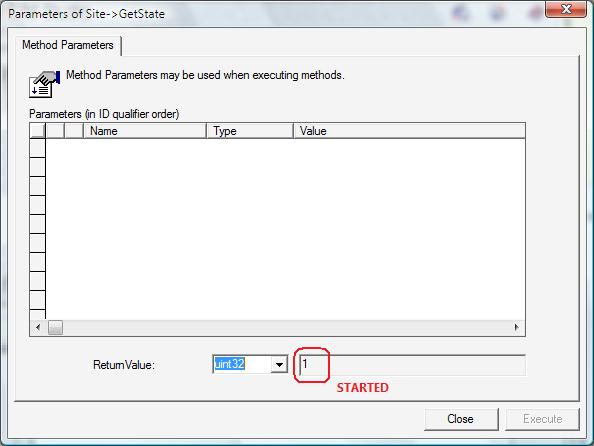 Parameters of Site->GetState
Method Parameters
Method Parameters may be used when executing methods.
Parameters (in ID qualifier order)
Name Type Value
ReturnValue: uint32 1
STARTED
Close Execute